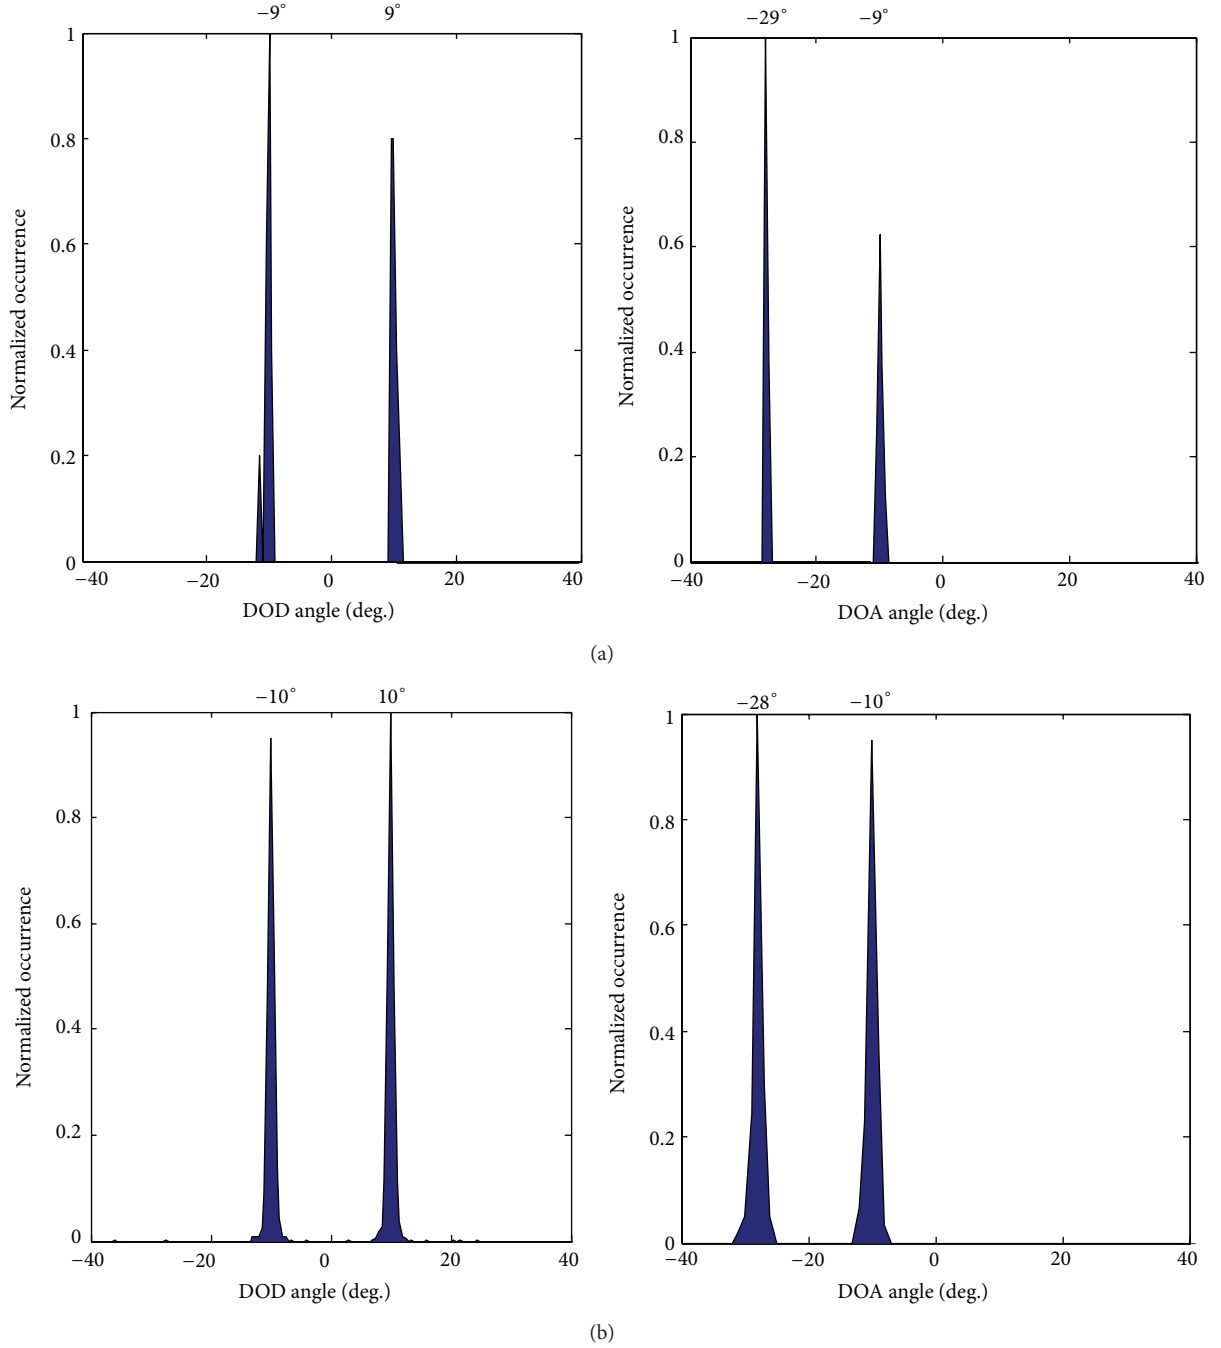 −9° 9°
1
0.8
0.6
0.4
0.2
0
−40 −20 0 20 40
DOD angle (deg.)
Normalized occurrence
−29° −9°
1
0.8
0.6
0.4
0.2
0
−40 −20 0 20 40
DOA angle (deg.)
Normalized occurrence
(a)
−10° 10°
1
0.8
0.6
0.4
0.2
0
−40 −20 0 20 40
DOD angle (deg.)
Normalized occurrence
−28° −10°
1
0.8
0.6
0.4
0.2
0
−40 −20 0 20 40
DOA angle (deg.)
Normalized occurrence
(b)